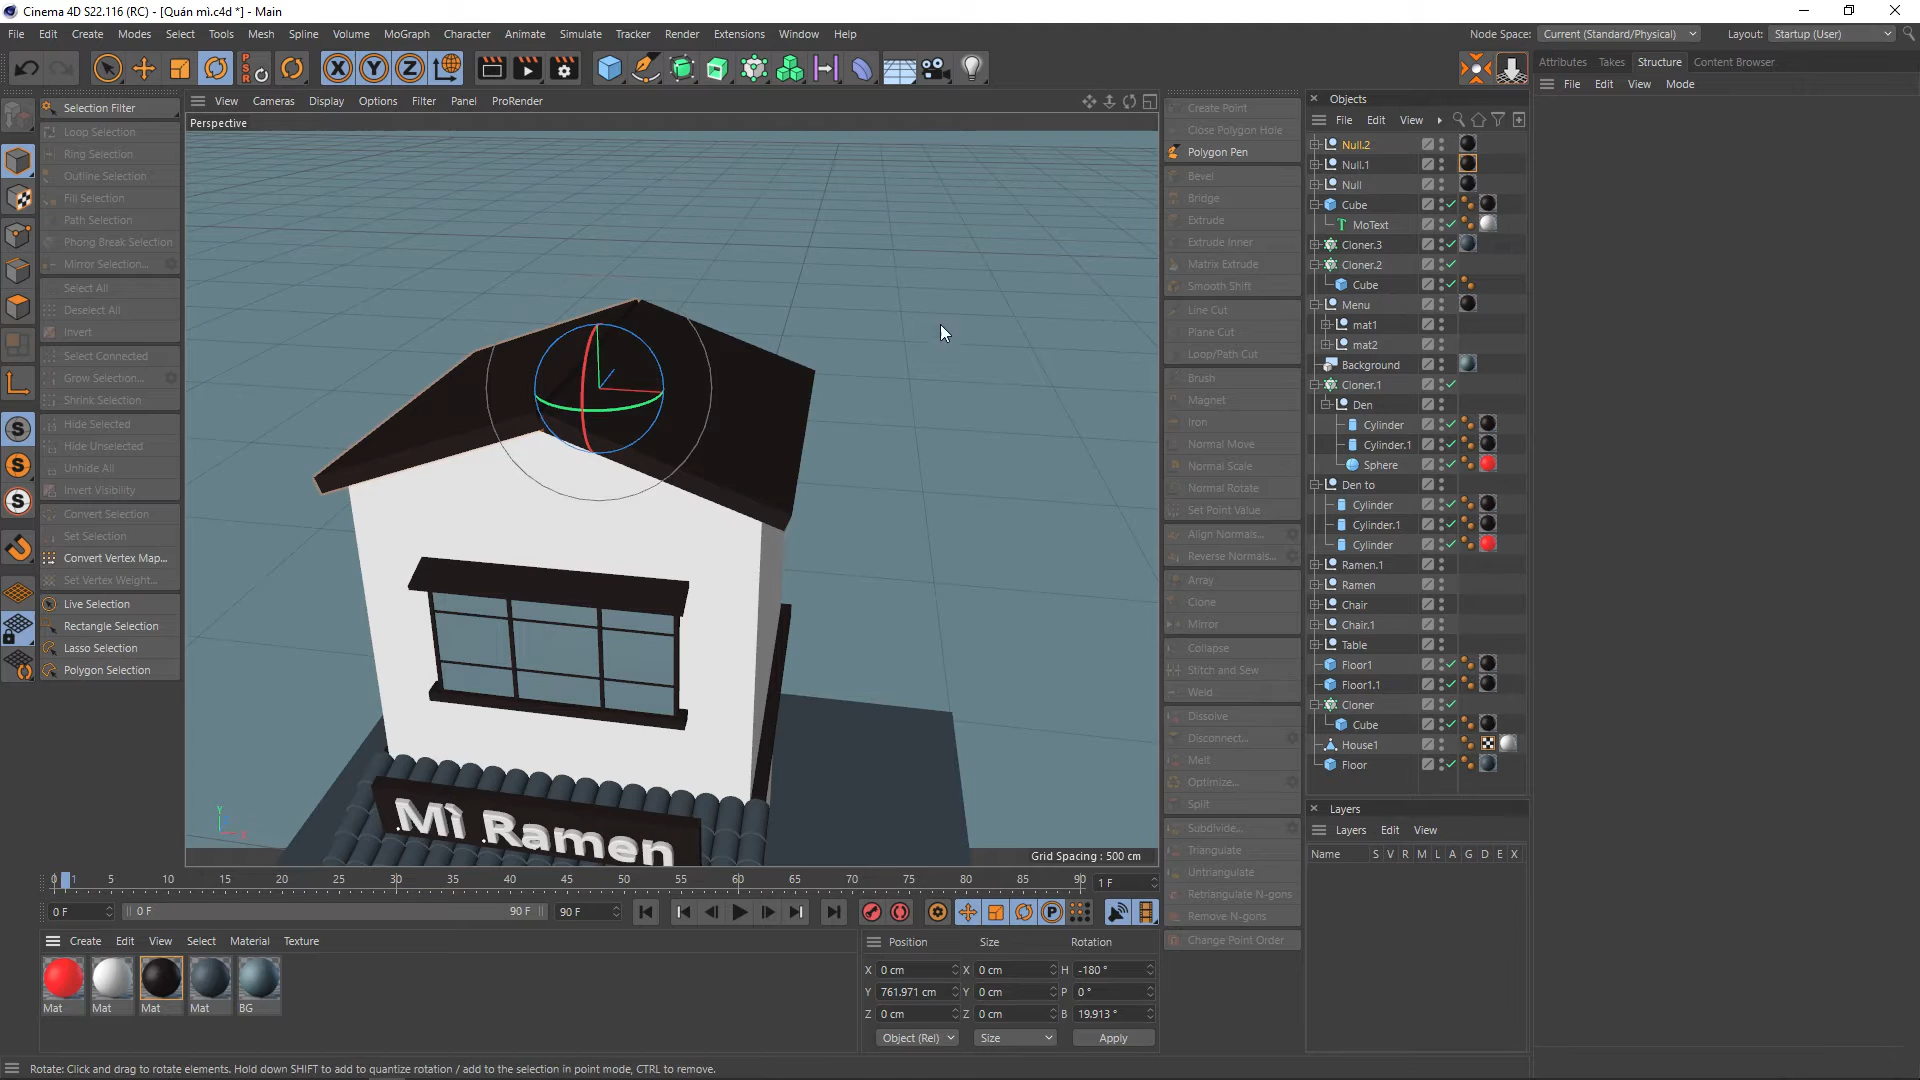 Cinema 4D S22.116 (RC) - [Quán mì.c4d *] - Main
File Edit Create Modes Select Tools Mesh Spline Volume MoGraph Character Animate Simulate Tracker Render Extensions Window Help
Node Space: Current (Standard/Physical) Layout: Startup (User)
PSR X Y Z
Attributes Takes Structure Content Browser
File Edit View Mode
Selection Filter
Loop Selection
Ring Selection
Outline Selection
Fill Selection
Path Selection
Phong Break Selection
Mirror Selection...
Select All
Deselect All
Invert
Select Connected
Grow Selection...
Shrink Selection
Hide Selected
Hide Unselected
Unhide All
Invert Visibility
Convert Selection
Set Selection
Convert Vertex Map...
Set Vertex Weight...
Live Selection
Rectangle Selection
Lasso Selection
Polygon Selection
View Cameras Display Options Filter Panel ProRender
Perspective
Mì Ramen
Grid Spacing : 500 cm
Create Point
Close Polygon Hole
Polygon Pen
Bevel
Bridge
Extrude
Extrude Inner
Matrix Extrude
Smooth Shift
Line Cut
Plane Cut
Loop/Path Cut
Brush
Magnet
Iron
Normal Move
Normal Scale
Normal Rotate
Set Point Value
Align Normals...
Reverse Normals...
Array
Clone
Mirror
Collapse
Stitch and Sew
Weld
Dissolve
Disconnect...
Melt
Optimize...
Split
Subdivide...
Triangulate
Untriangulate
Retriangulate N-gons
Remove N-gons
Change Point Order
Objects
File Edit View
Null.2
Null.1
Null
Cube
MoText
Cloner.3
Cloner.2
Cube
Menu
mat1
mat2
Background
Cloner.1
Den
Cylinder
Cylinder.1
Sphere
Den to
Cylinder
Cylinder.1
Cylinder
Ramen.1
Ramen
Chair
Chair.1
Table
Floor1
Floor1.1
Cloner
Cube
House1
Floor
Layers
Layers Edit View
Name S V R M L A G D E X
0 1 5 10 15 20 25 30 35 40 45 50 55 60 65 70 75 80 85 90 1 F
0 F 0 F 90 F 90 F
Create Edit View Select Material Texture
Mat Mat Mat Mat BG
Position Size Rotation
X 0 cm X 0 cm H -180 °
Y 761.971 cm Y 0 cm P 0 °
Z 0 cm Z 0 cm B 19.913 °
Object (Rel) Size Apply
Rotate: Click and drag to rotate elements. Hold down SHIFT to add to quantize rotation / add to the selection in point mode, CTRL to remove.